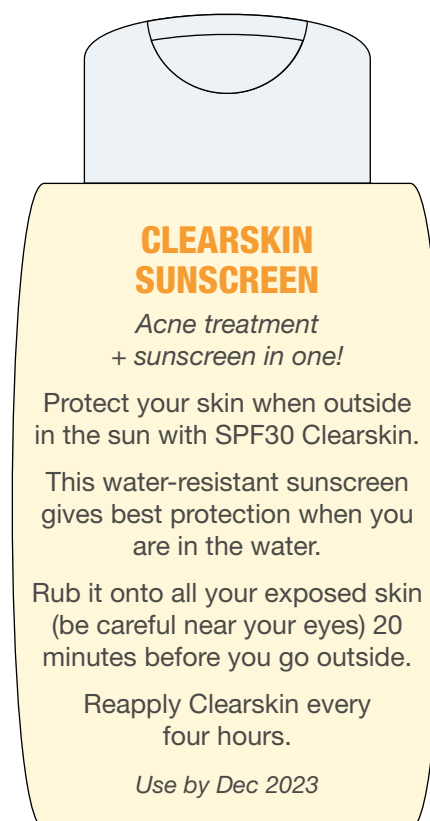 CLEARSKIN
SUNSCREEN
Acne treatment
+ sunscreen in one!
Protect your skin when outside
in the sun with SPF30 Clearskin.
This water-resistant sunscreen
gives best protection when you
are in the water.
Rub it onto all your exposed skin
(be careful near your eyes) 20
minutes before you go outside.
Reapply Clearskin every
four hours.
Use by Dec 2023